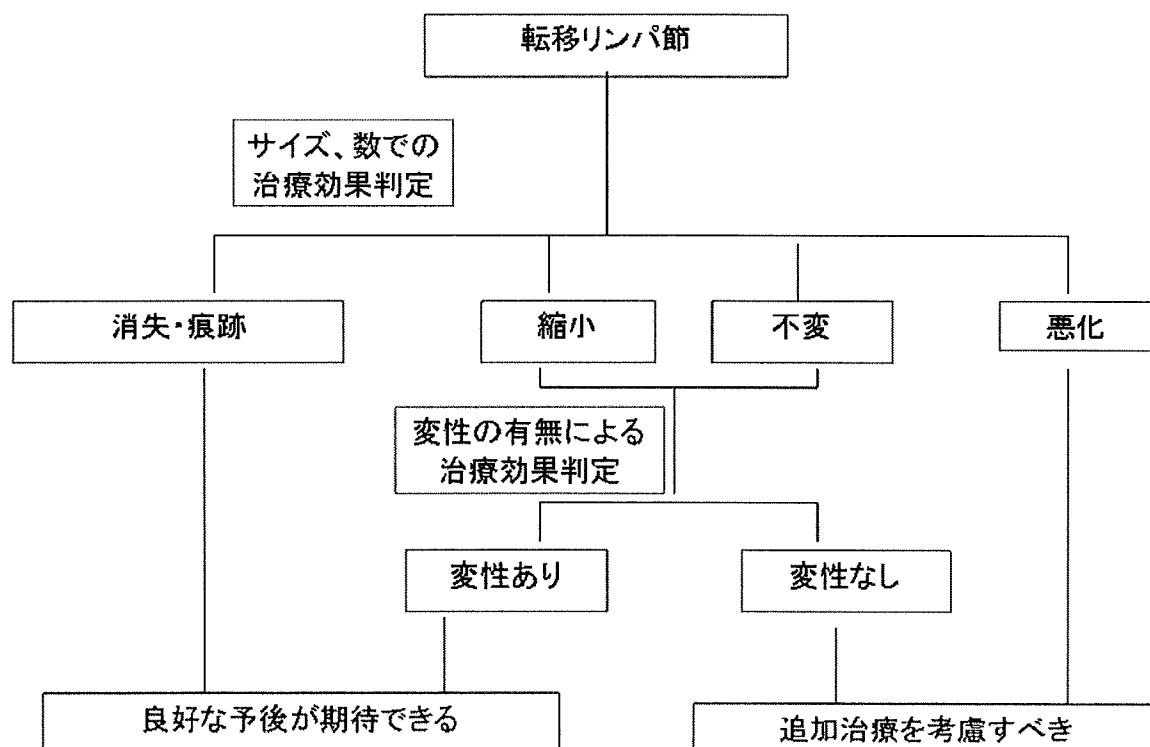 転移リンパ節
サイズ、数での
治療効果判定
消失・痕跡
縮小
不変
悪化
変性の有無による
治療効果判定
変性あり
変性なし
良好な予後が期待できる
追加治療を考慮すべき